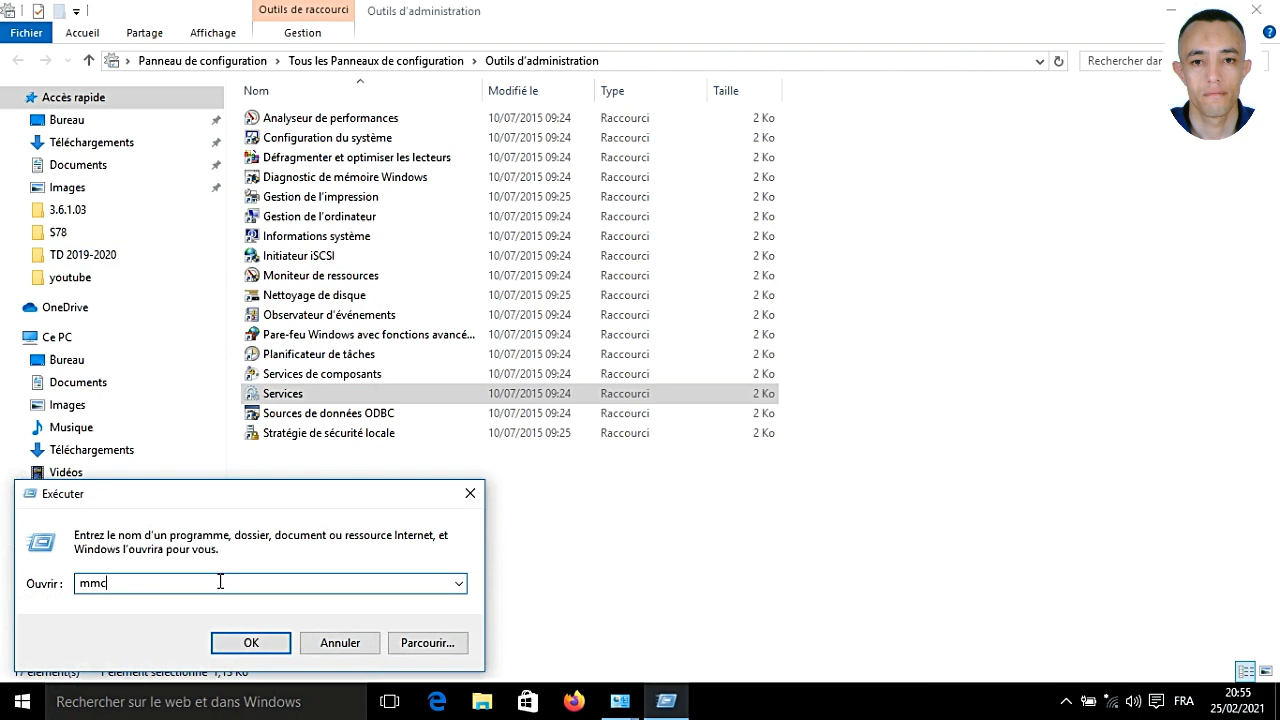 Outils de raccourci
Outils d'administration
Fichier
Accueil
Partage
Affichage
Gestion
Panneau de configuration
Tous les Panneaux de configuration
Outils d'administration
Rechercher dan
Accès rapide
Bureau
Téléchargements
Documents
Images
3.6.1.03
S78
TD 2019-2020
youtube
OneDrive
Ce PC
Bureau
Documents
Images
Musique
Téléchargements
Vidéos
Nom Modifié le Type Taille
Analyseur de performances 10/07/2015 09:24 Raccourci 2 Ko
Configuration du système 10/07/2015 09:24 Raccourci 2 Ko
Défragmenter et optimiser les lecteurs 10/07/2015 09:24 Raccourci 2 Ko
Diagnostic de mémoire Windows 10/07/2015 09:24 Raccourci 2 Ko
Gestion de l'impression 10/07/2015 09:25 Raccourci 2 Ko
Gestion de l'ordinateur 10/07/2015 09:24 Raccourci 2 Ko
Informations système 10/07/2015 09:24 Raccourci 2 Ko
Initiateur iSCSI 10/07/2015 09:24 Raccourci 2 Ko
Moniteur de ressources 10/07/2015 09:24 Raccourci 2 Ko
Nettoyage de disque 10/07/2015 09:25 Raccourci 2 Ko
Observateur d'événements 10/07/2015 09:24 Raccourci 2 Ko
Pare-feu Windows avec fonctions avancé... 10/07/2015 09:24 Raccourci 2 Ko
Planificateur de tâches 10/07/2015 09:24 Raccourci 2 Ko
Services de composants 10/07/2015 09:24 Raccourci 2 Ko
Services 10/07/2015 09:24 Raccourci 2 Ko
Sources de données ODBC 10/07/2015 09:24 Raccourci 2 Ko
Stratégie de sécurité locale 10/07/2015 09:25 Raccourci 2 Ko
Exécuter
Entrez le nom d'un programme, dossier, document ou ressource Internet, et
Windows l'ouvrira pour vous.
Ouvrir : mmc
OK
Annuler
Parcourir...
Rechercher sur le web et dans Windows
FRA
20:55
25/02/2021